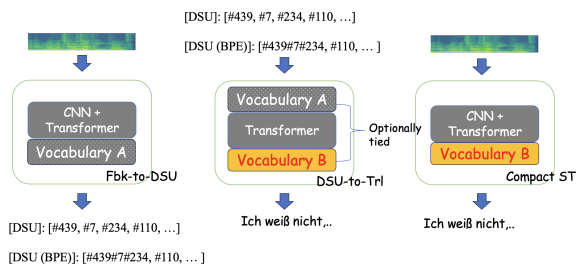 [DSU]: [#439, #7, #234, #110, …]
[DSU (BPE)]: [#439#7#234, #110, … ]
CNN +
Transformer
Vocabulary A
Fbk-to-DSU
[DSU]: [#439, #7, #234, #110, …]
[DSU (BPE)]: [#439#7#234, #110, … ]
Vocabulary A
Transformer
Vocabulary B
Optionally
tied
DSU-to-Trl
Ich weiß nicht,..
CNN +
Transformer
Vocabulary B
Compact ST
Ich weiß nicht,..